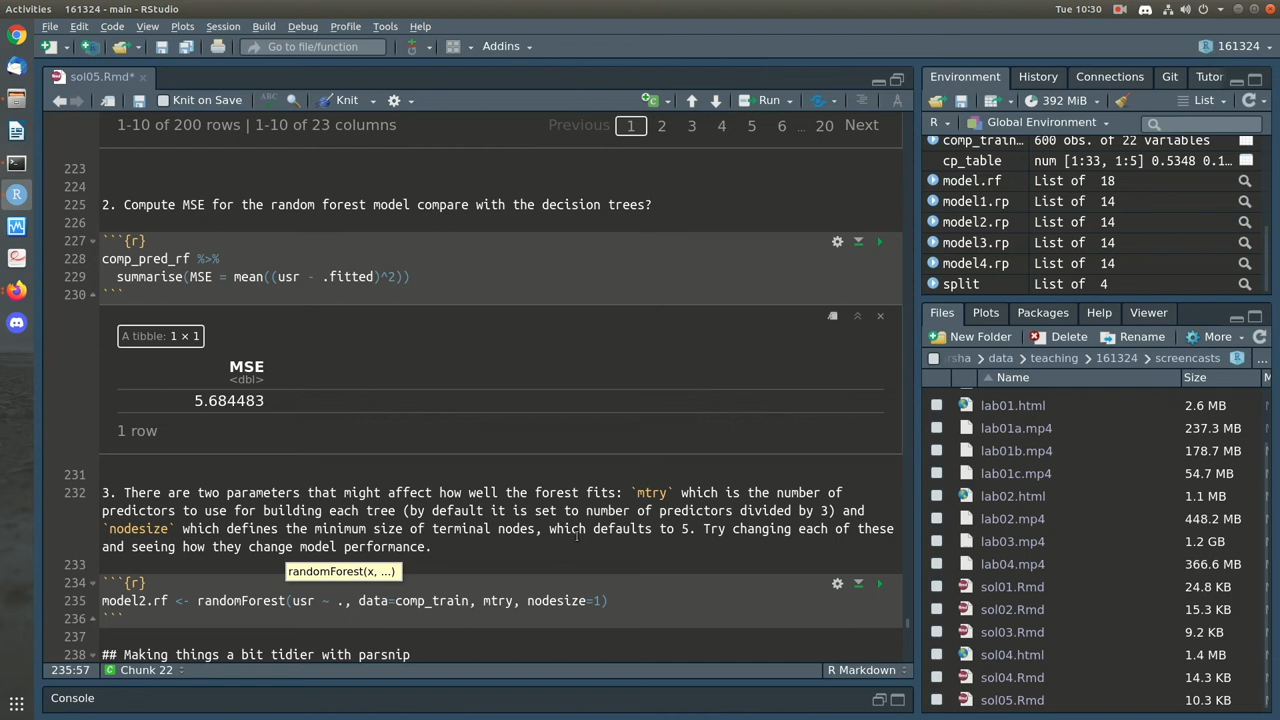 Activities
161324 - main - RStudio
Tue 10:30
File Edit Code View Plots Session Build Debug Profile Tools Help
Go to file/function
Addins
161324
sol05.Rmd*
Knit on Save
ABC
Knit
Run
1-10 of 200 rows | 1-10 of 23 columns
Previous 1 2 3 4 5 6 ... 20 Next
223
224
225 2. Compute MSE for the random forest model compare with the decision trees?
226
227 ```{r}
228 comp_pred_rf %>%
229 summarise(MSE = mean((usr - .fitted)^2))
230 ```
A tibble: 1 × 1
MSE
<dbl>
5.684483
1 row
231
232 3. There are two parameters that might affect how well the forest fits: `mtry` which is the number of
predictors to use for building each tree (by default it is set to number of predictors divided by 3) and
`nodesize` which defines the minimum size of terminal nodes, which defaults to 5. Try changing each of these
and seeing how they change model performance.
233
randomForest(x, ...)
234 ```{r}
235 model2.rf <- randomForest(usr ~ ., data=comp_train, mtry, nodesize=1)
236 ```
237
238 ## Making things a bit tidier with parsnip
235:57
Chunk 22
R Markdown
Console
Environment History Connections Git Tutor
392 MiB
List
R
Global Environment
comp_train... 600 obs. of 22 variables
cp_table num [1:33, 1:5] 0.5348 0.1...
model.rf List of 18
model1.rp List of 14
model2.rp List of 14
model3.rp List of 14
model4.rp List of 14
split List of 4
Files Plots Packages Help Viewer
New Folder Delete Rename More
rsha data teaching 161324 screencasts ...
Name Size
lab01.html 2.6 MB
lab01a.mp4 237.3 MB
lab01b.mp4 178.7 MB
lab01c.mp4 54.7 MB
lab02.html 1.1 MB
lab02.mp4 448.2 MB
lab03.mp4 1.2 GB
lab04.mp4 366.6 MB
sol01.Rmd 24.8 KB
sol02.Rmd 15.3 KB
sol03.Rmd 9.2 KB
sol04.html 1.4 MB
sol04.Rmd 14.3 KB
sol05.Rmd 10.3 KB